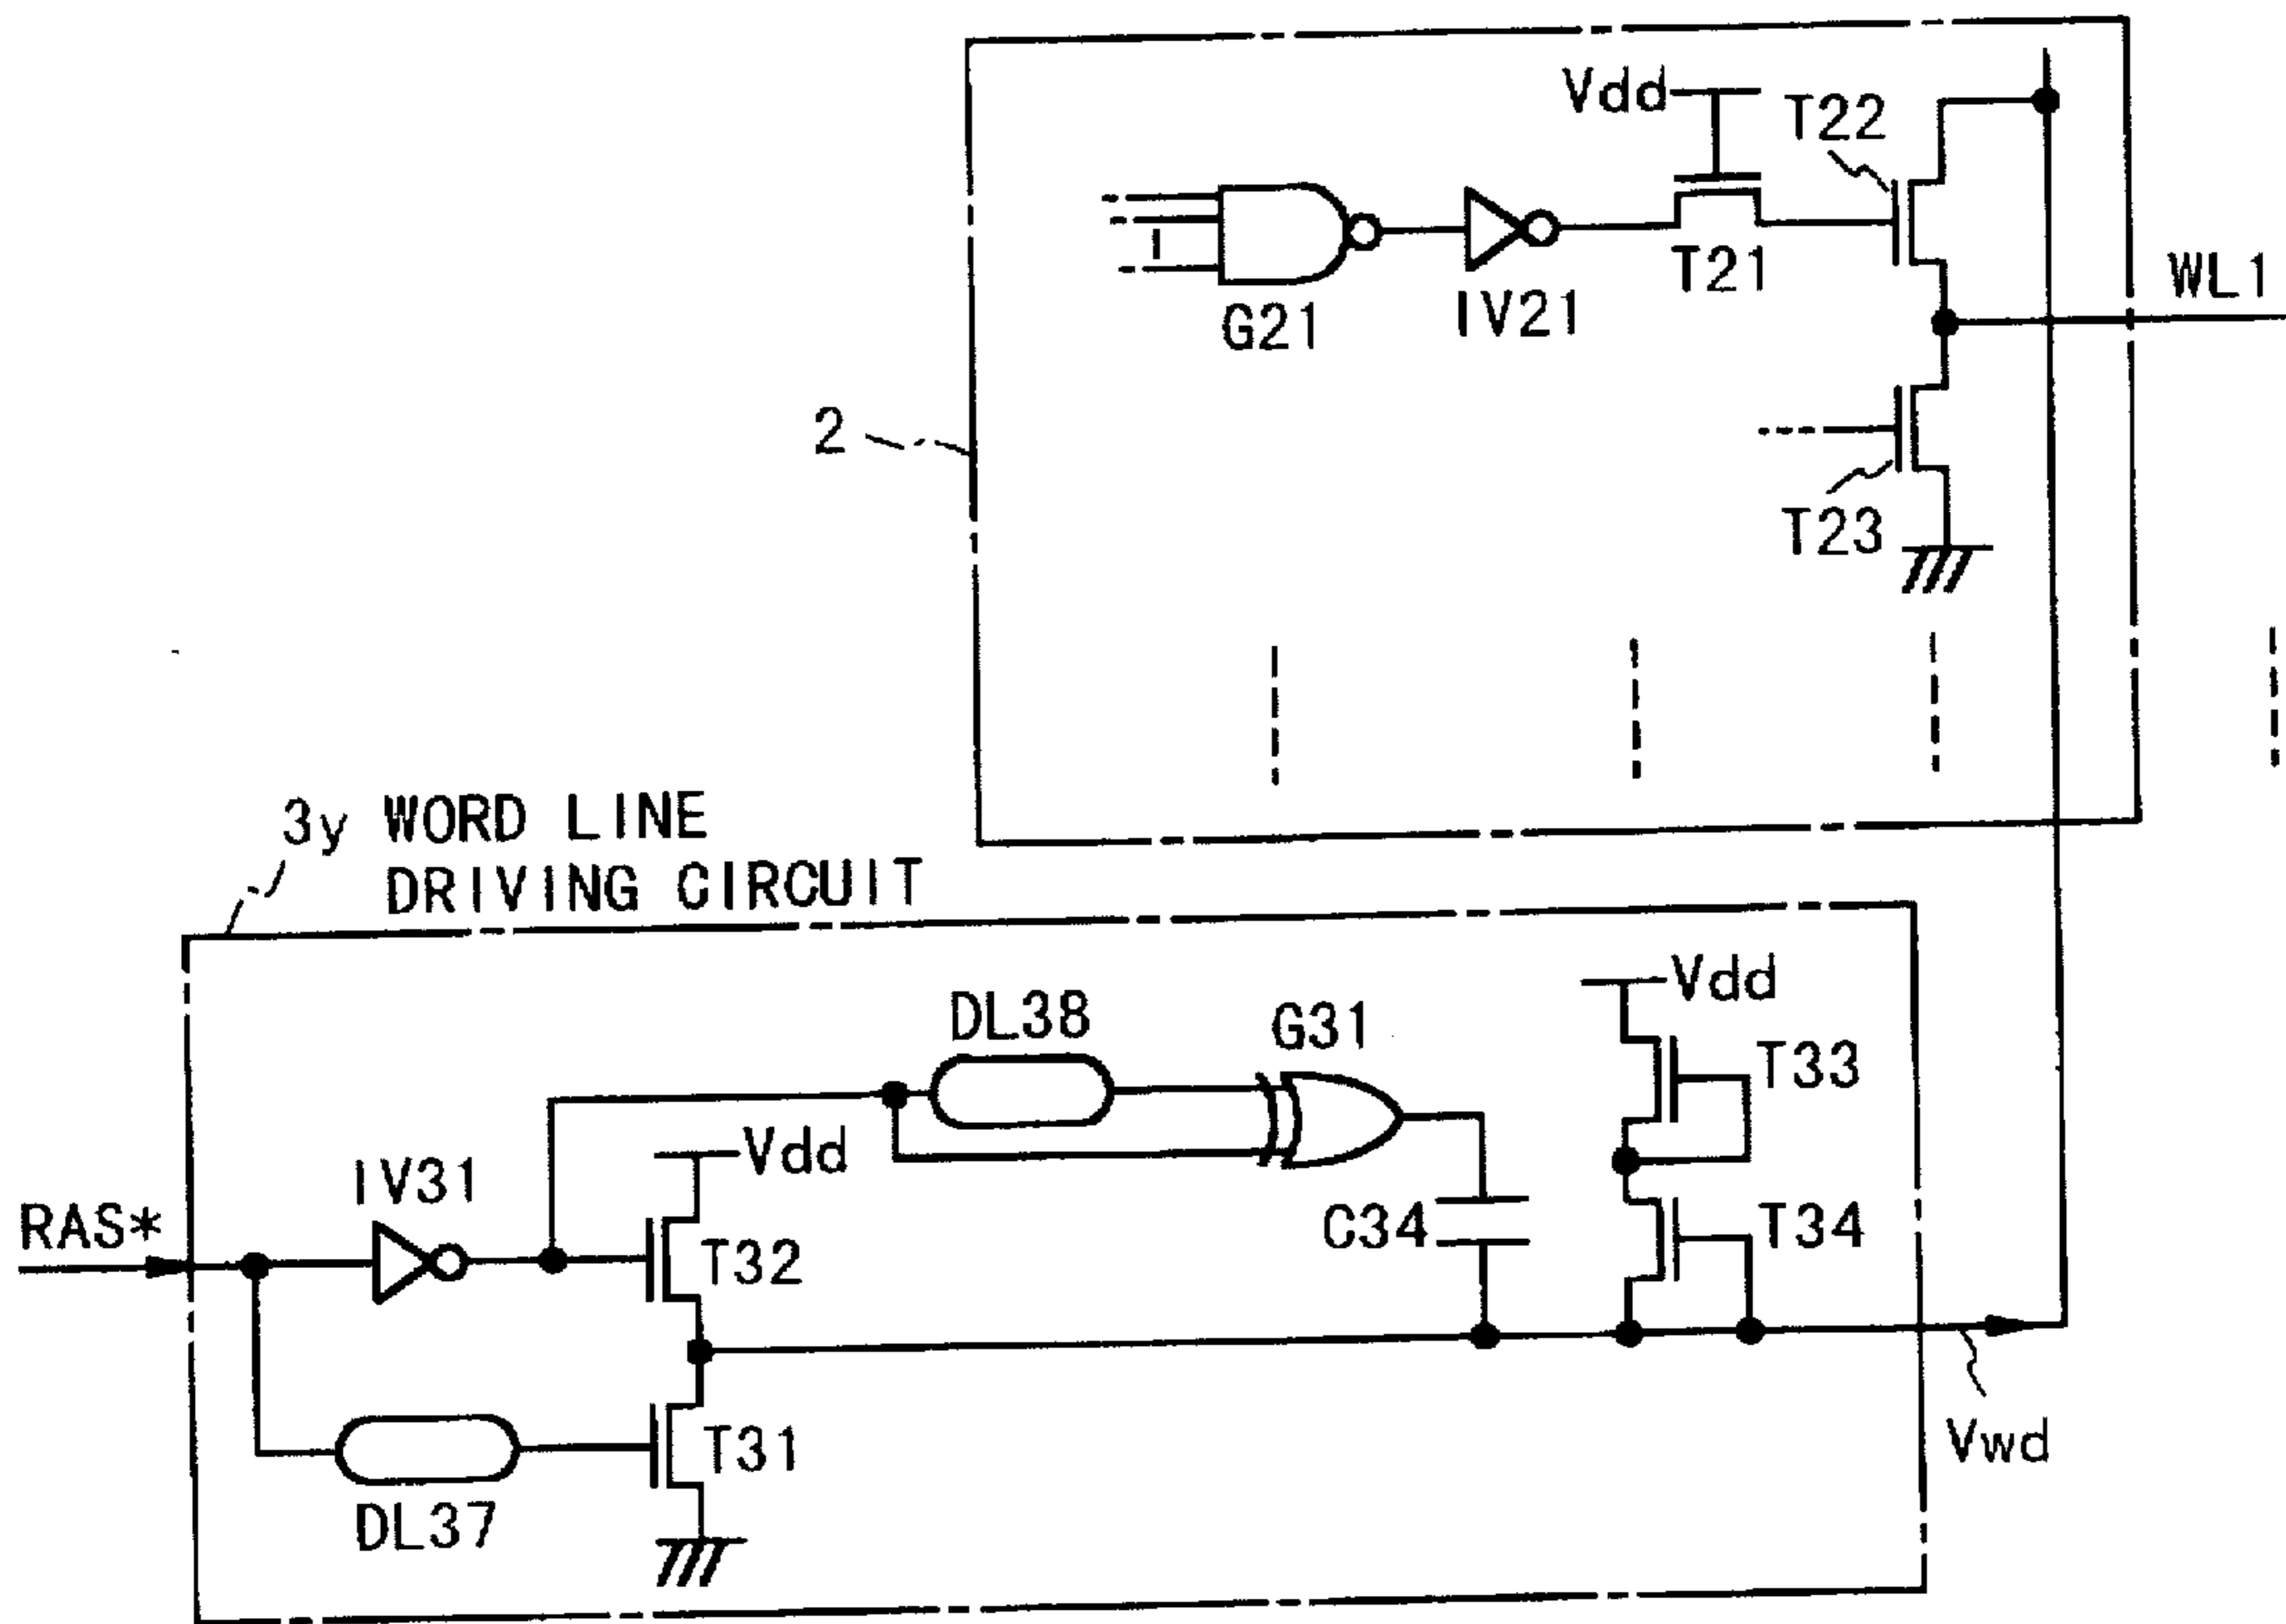 Vdd
T22
T21
G21
IV21
WL1
2
T23
3y WORD LINE
DRIVING CIRCUIT
DL38
G31
Vdd
T33
Vdd
IV31
RAS*
T32
C34
T34
T31
DL37
Vwd